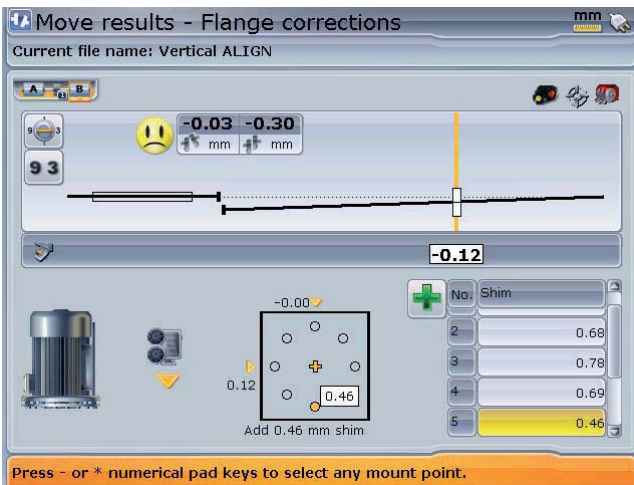 Move results - Flange corrections
mm
Current file name: Vertical ALIGN
A B
9 3
-0.03 -0.30
mm mm
9 3
-0.12
-0.00
0.12
0.46
Add 0.46 mm shim
No. Shim
2 0.68
3 0.78
4 0.69
5 0.46
Press - or * numerical pad keys to select any mount point.